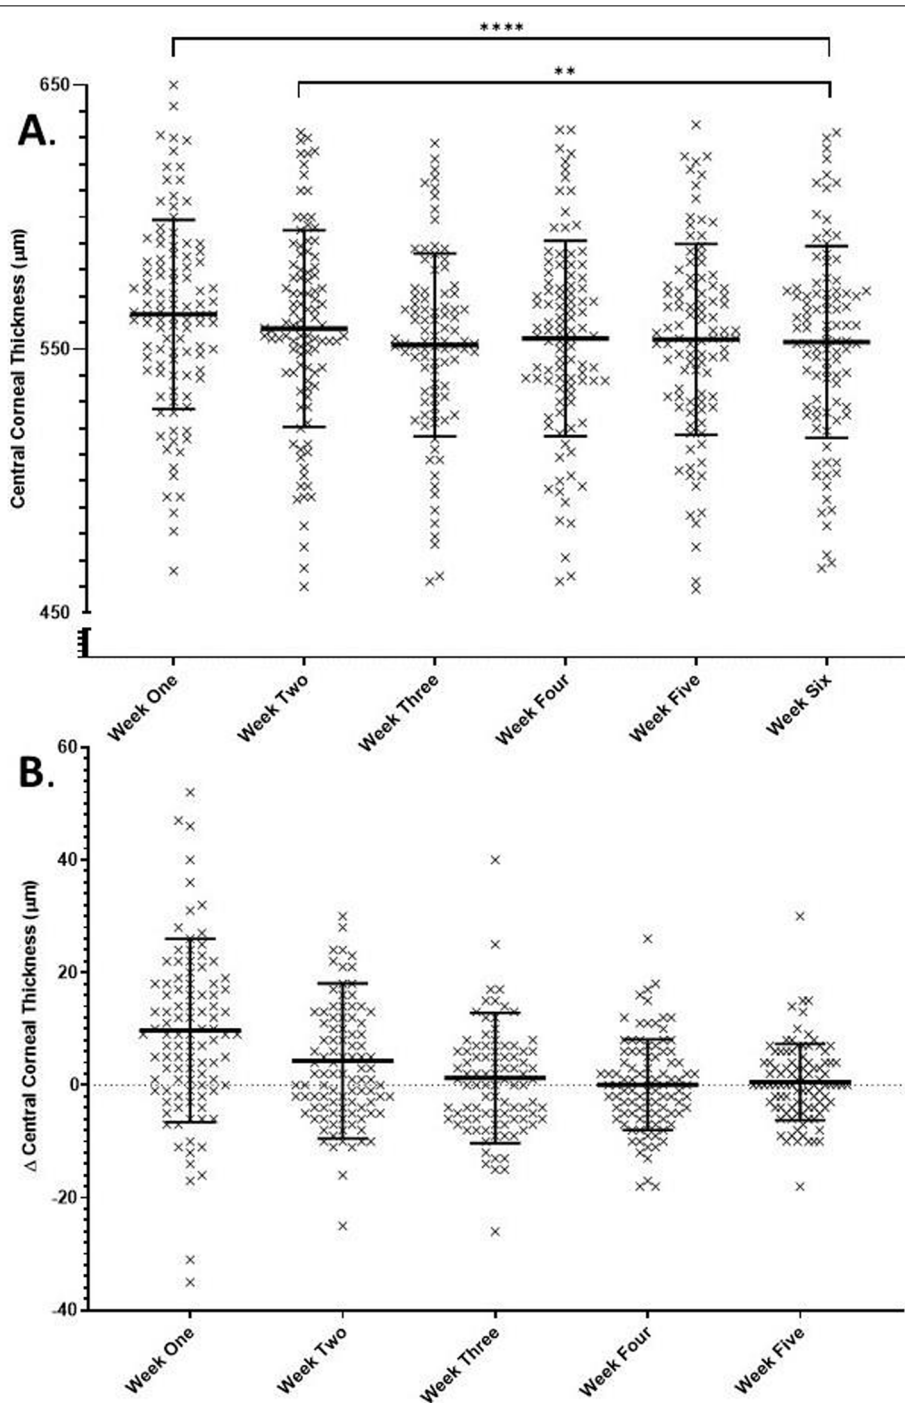 ****
**
A.
Central Corneal Thickness (µm)
650
550
450
Week One
Week Two
Week Three
Week Four
Week Five
Week Six
B.
Δ Central Corneal Thickness (µm)
60
40
20
0
-20
-40
Week One
Week Two
Week Three
Week Four
Week Five